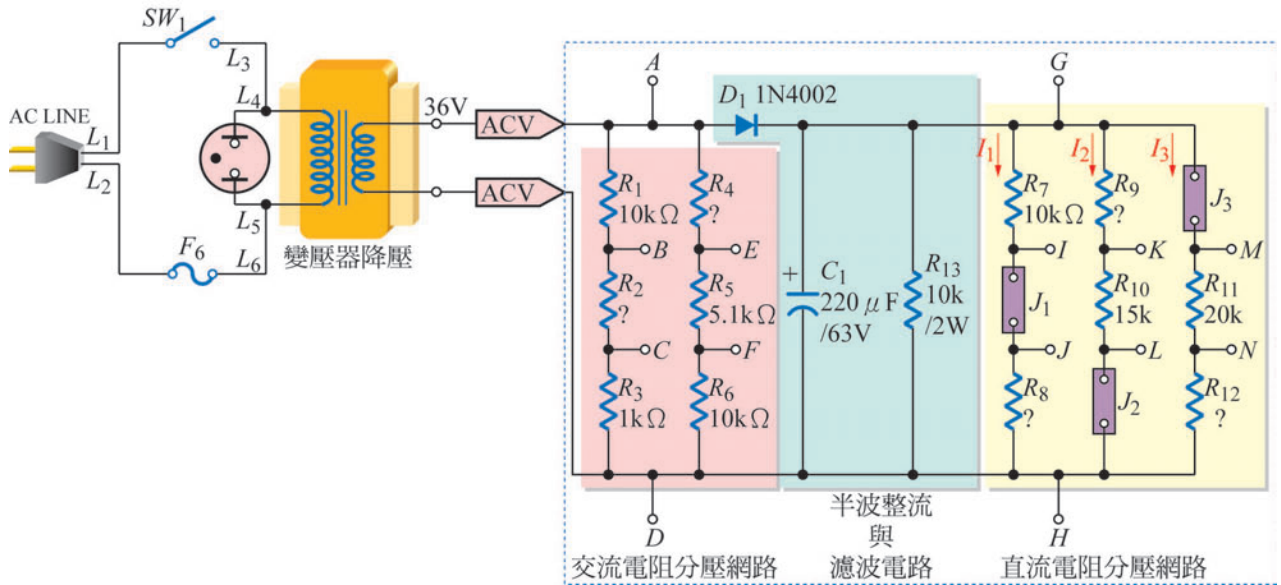 SW₁
L₃
AC LINE
L₁
L₂
L₄
L₅
L₆
F₆
變壓器降壓
36V
ACV
ACV
A
R₁
10kΩ
B
R₂
?
C
R₃
1kΩ
R₄
?
E
R₅
5.1kΩ
F
R₆
10kΩ
D
交流電阻分壓網路
D₁ 1N4002
+
C₁
220 μF
/63V
R₁₃
10k
/2W
半波整流
與
濾波電路
G
I₁
I₂
I₃
R₇
10kΩ
I
J₁
J
R₈
?
R₉
?
K
R₁₀
15k
L
J₂
J₃
M
R₁₁
20k
N
R₁₂
?
H
直流電阻分壓網路